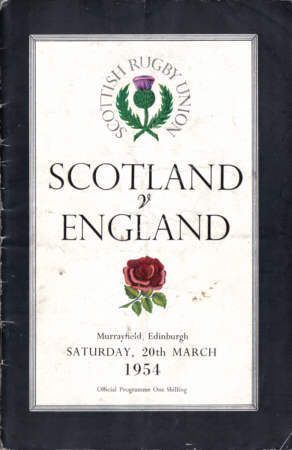 SCOTTISH RUGBY UNION
SCOTLAND
v
ENGLAND
Murrayfield, Edinburgh
SATURDAY, 20th MARCH
1954
Official Programme One Shilling